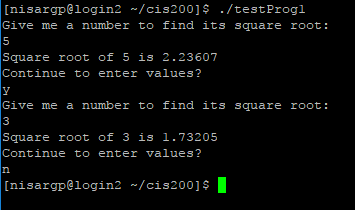 [nisargp@login2 ~/cis200]$ ./testProg1
Give me a number to find its square root:
5
Square root of 5 is 2.23607
Continue to enter values?
y
Give me a number to find its square root:
3
Square root of 3 is 1.73205
Continue to enter values?
n
[nisargp@login2 ~/cis200]$